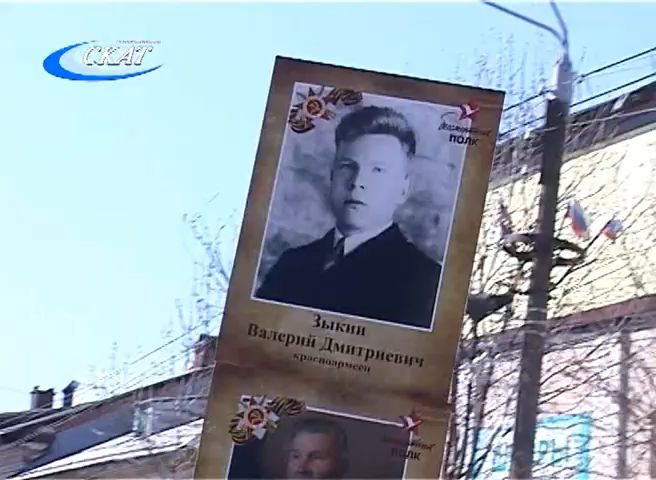 СКАТ
Бессмертный
ПОЛК
Зыкин
Валерий Дмитриевич
красноармеец
Бессмертный
ПОЛК